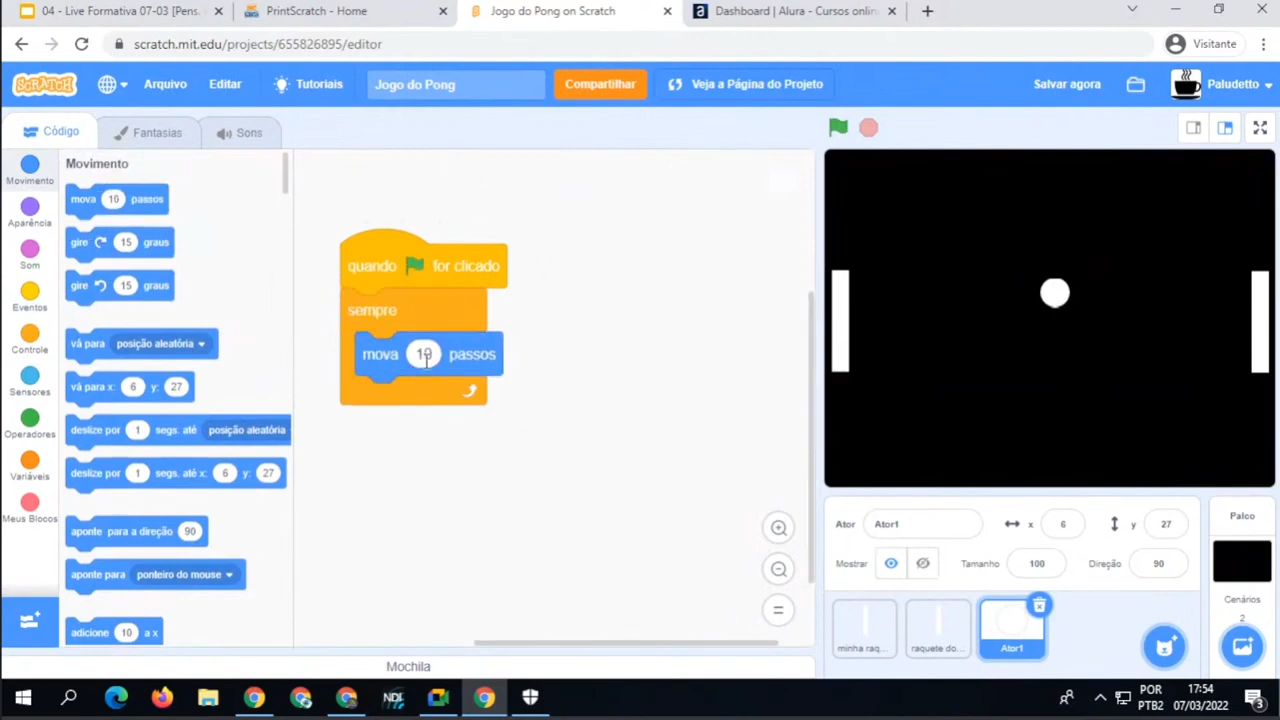 04 - Live Formativa 07-03 [Pens.
PrintScratch - Home
Jogo do Pong on Scratch
Dashboard | Alura - Cursos onlin
scratch.mit.edu/projects/655826895/editor
Visitante
SCRATCH
Arquivo
Editar
Tutoriais
Jogo do Pong
Compartilhar
Veja a Página do Projeto
Salvar agora
Paludetto
Código
Fantasias
Sons
Movimento
Aparência
Som
Eventos
Controle
Sensores
Operadores
Variáveis
Meus Blocos
Movimento
mova 10 passos
gire 15 graus
gire 15 graus
vá para posição aleatória
vá para x: 6 y: 27
deslize por 1 segs. até posição aleatória
deslize por 1 segs. até x: 6 y: 27
aponte para a direção 90
aponte para ponteiro do mouse
adicione 10 a x
quando for clicado
sempre
mova 10 passos
Mochila
Ator Ator1 x 6 y 27
Mostrar Tamanho 100 Direção 90
minha raq...
raquete do...
Ator1
Palco
Cenários
2
POR
PTB2
17:54
07/03/2022
3